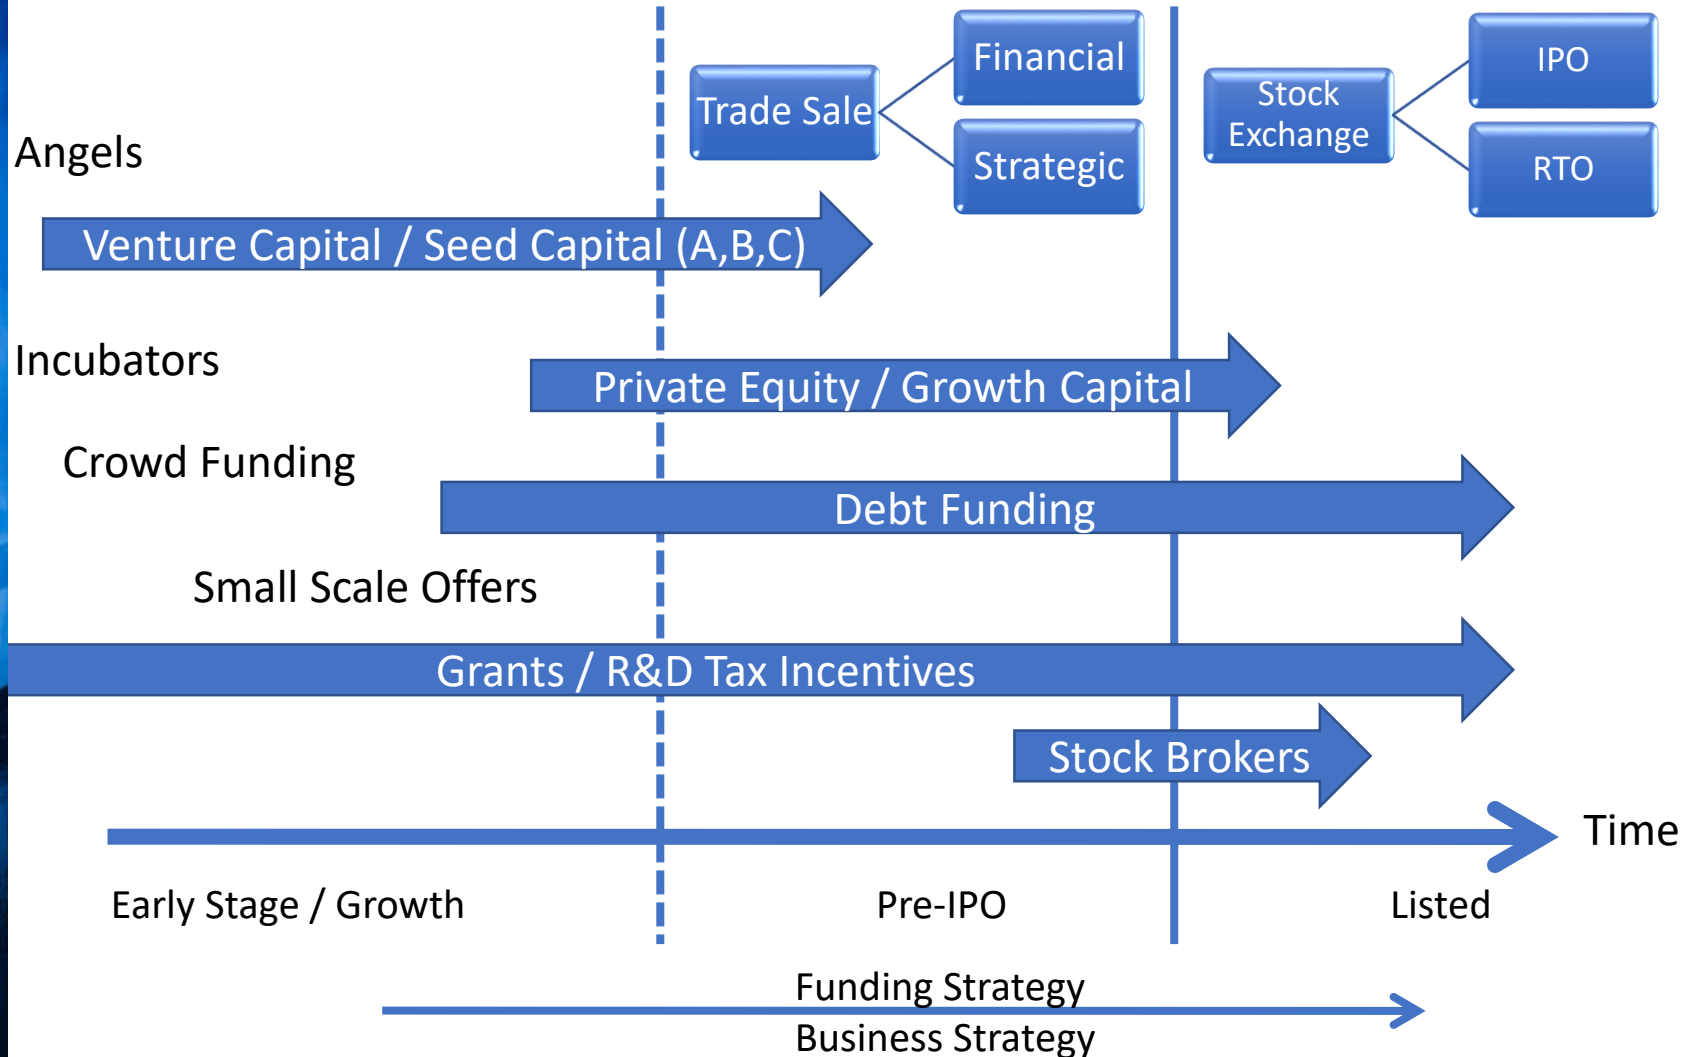 Financial
IPO
Trade Sale
Stock
Exchange
Strategic
RTO
Angels
Venture Capital / Seed Capital (A,B,C)
Incubators
Private Equity / Growth Capital
Crowd Funding
Debt Funding
Small Scale Offers
Grants / R&D Tax Incentives
Stock Brokers
Time
Early Stage / Growth
Pre-IPO
Listed
Funding Strategy
Business Strategy